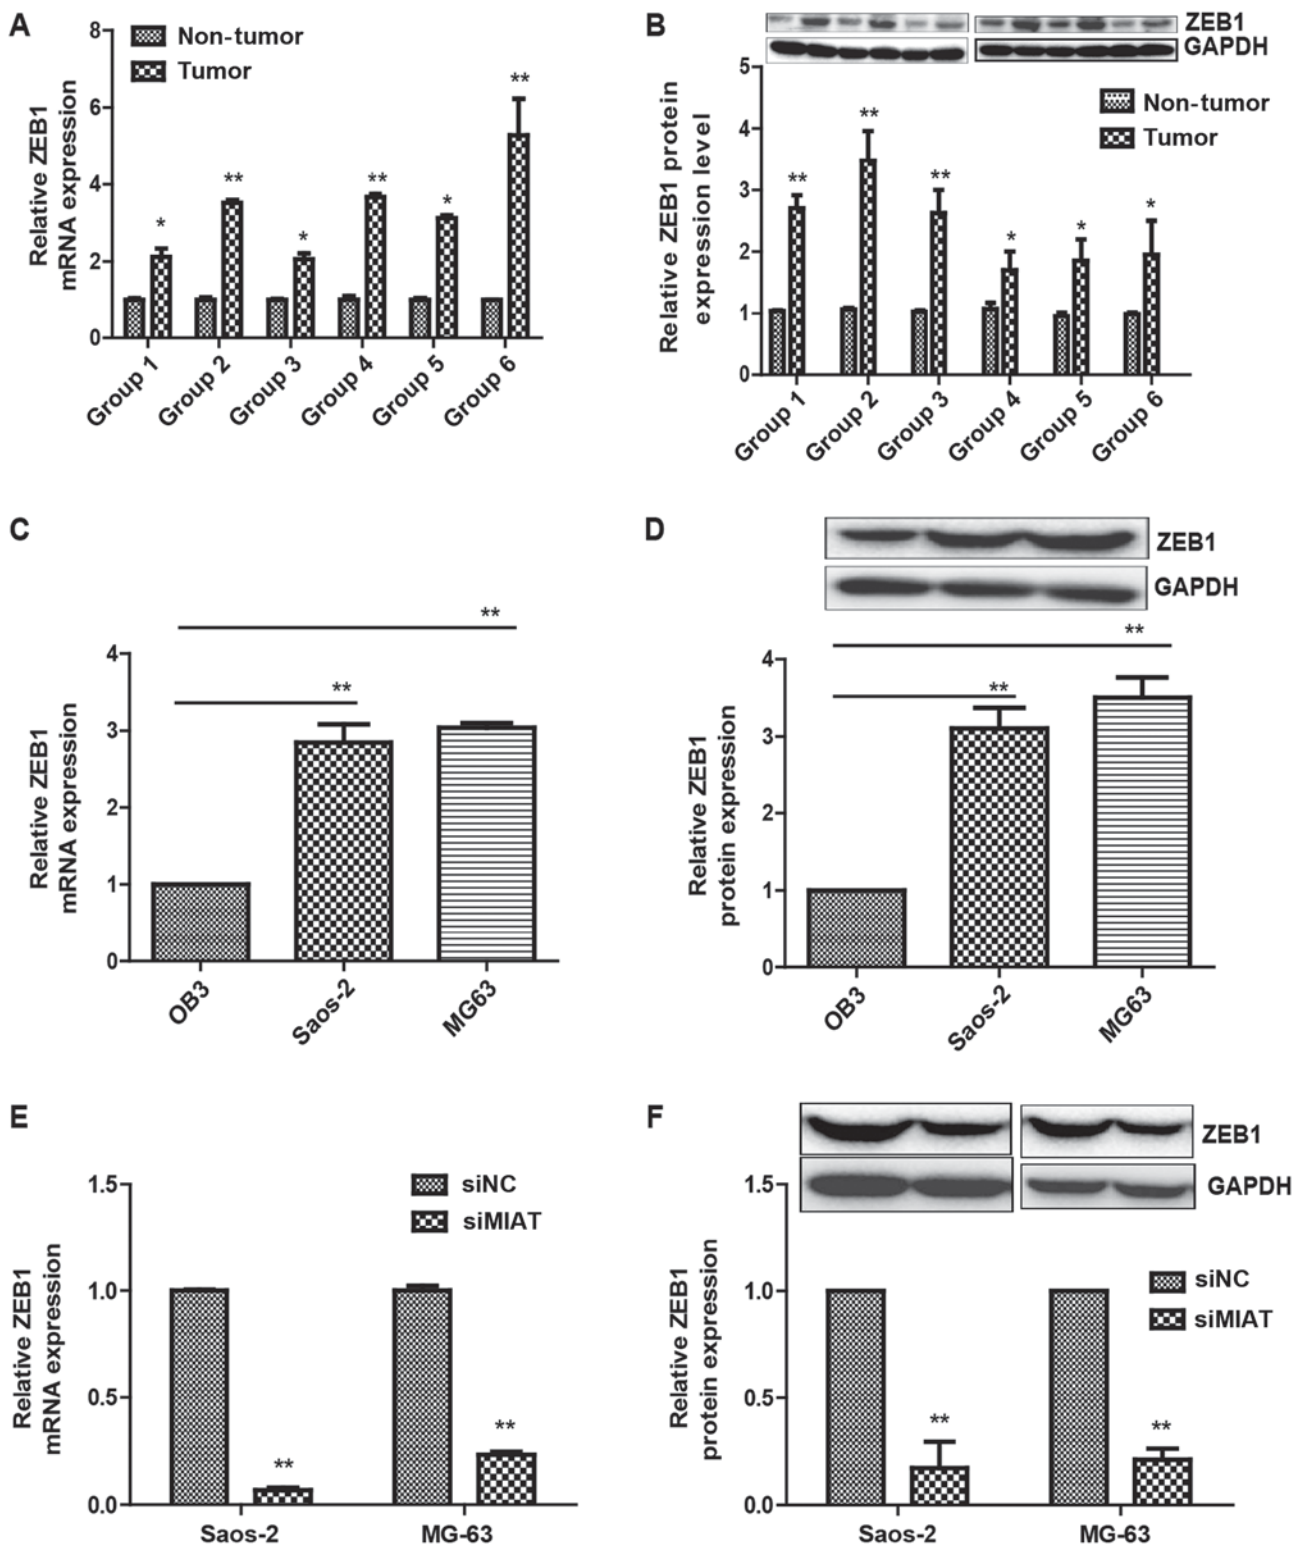 A
8
6
4
2
0
Relative ZEB1
mRNA expression
Non-tumor
Tumor
*
**
*
**
*
**
Group 1
Group 2
Group 3
Group 4
Group 5
Group 6
B
ZEB1
GAPDH
5
4
3
2
1
0
Relative ZEB1 protein
expression level
Non-tumor
Tumor
**
**
**
*
*
*
Group 1
Group 2
Group 3
Group 4
Group 5
Group 6
C
**
**
4
3
2
1
0
Relative ZEB1
mRNA expression
OB3
Saos-2
MG63
D
ZEB1
GAPDH
**
**
4
3
2
1
0
Relative ZEB1
protein expression
OB3
Saos-2
MG63
E
1.5
1.0
0.5
0.0
Relative ZEB1
mRNA expression
siNC
siMIAT
**
**
Saos-2
MG-63
F
ZEB1
GAPDH
1.5
1.0
0.5
0.0
Relative ZEB1
protein expression
siNC
siMIAT
**
**
Saos-2
MG-63